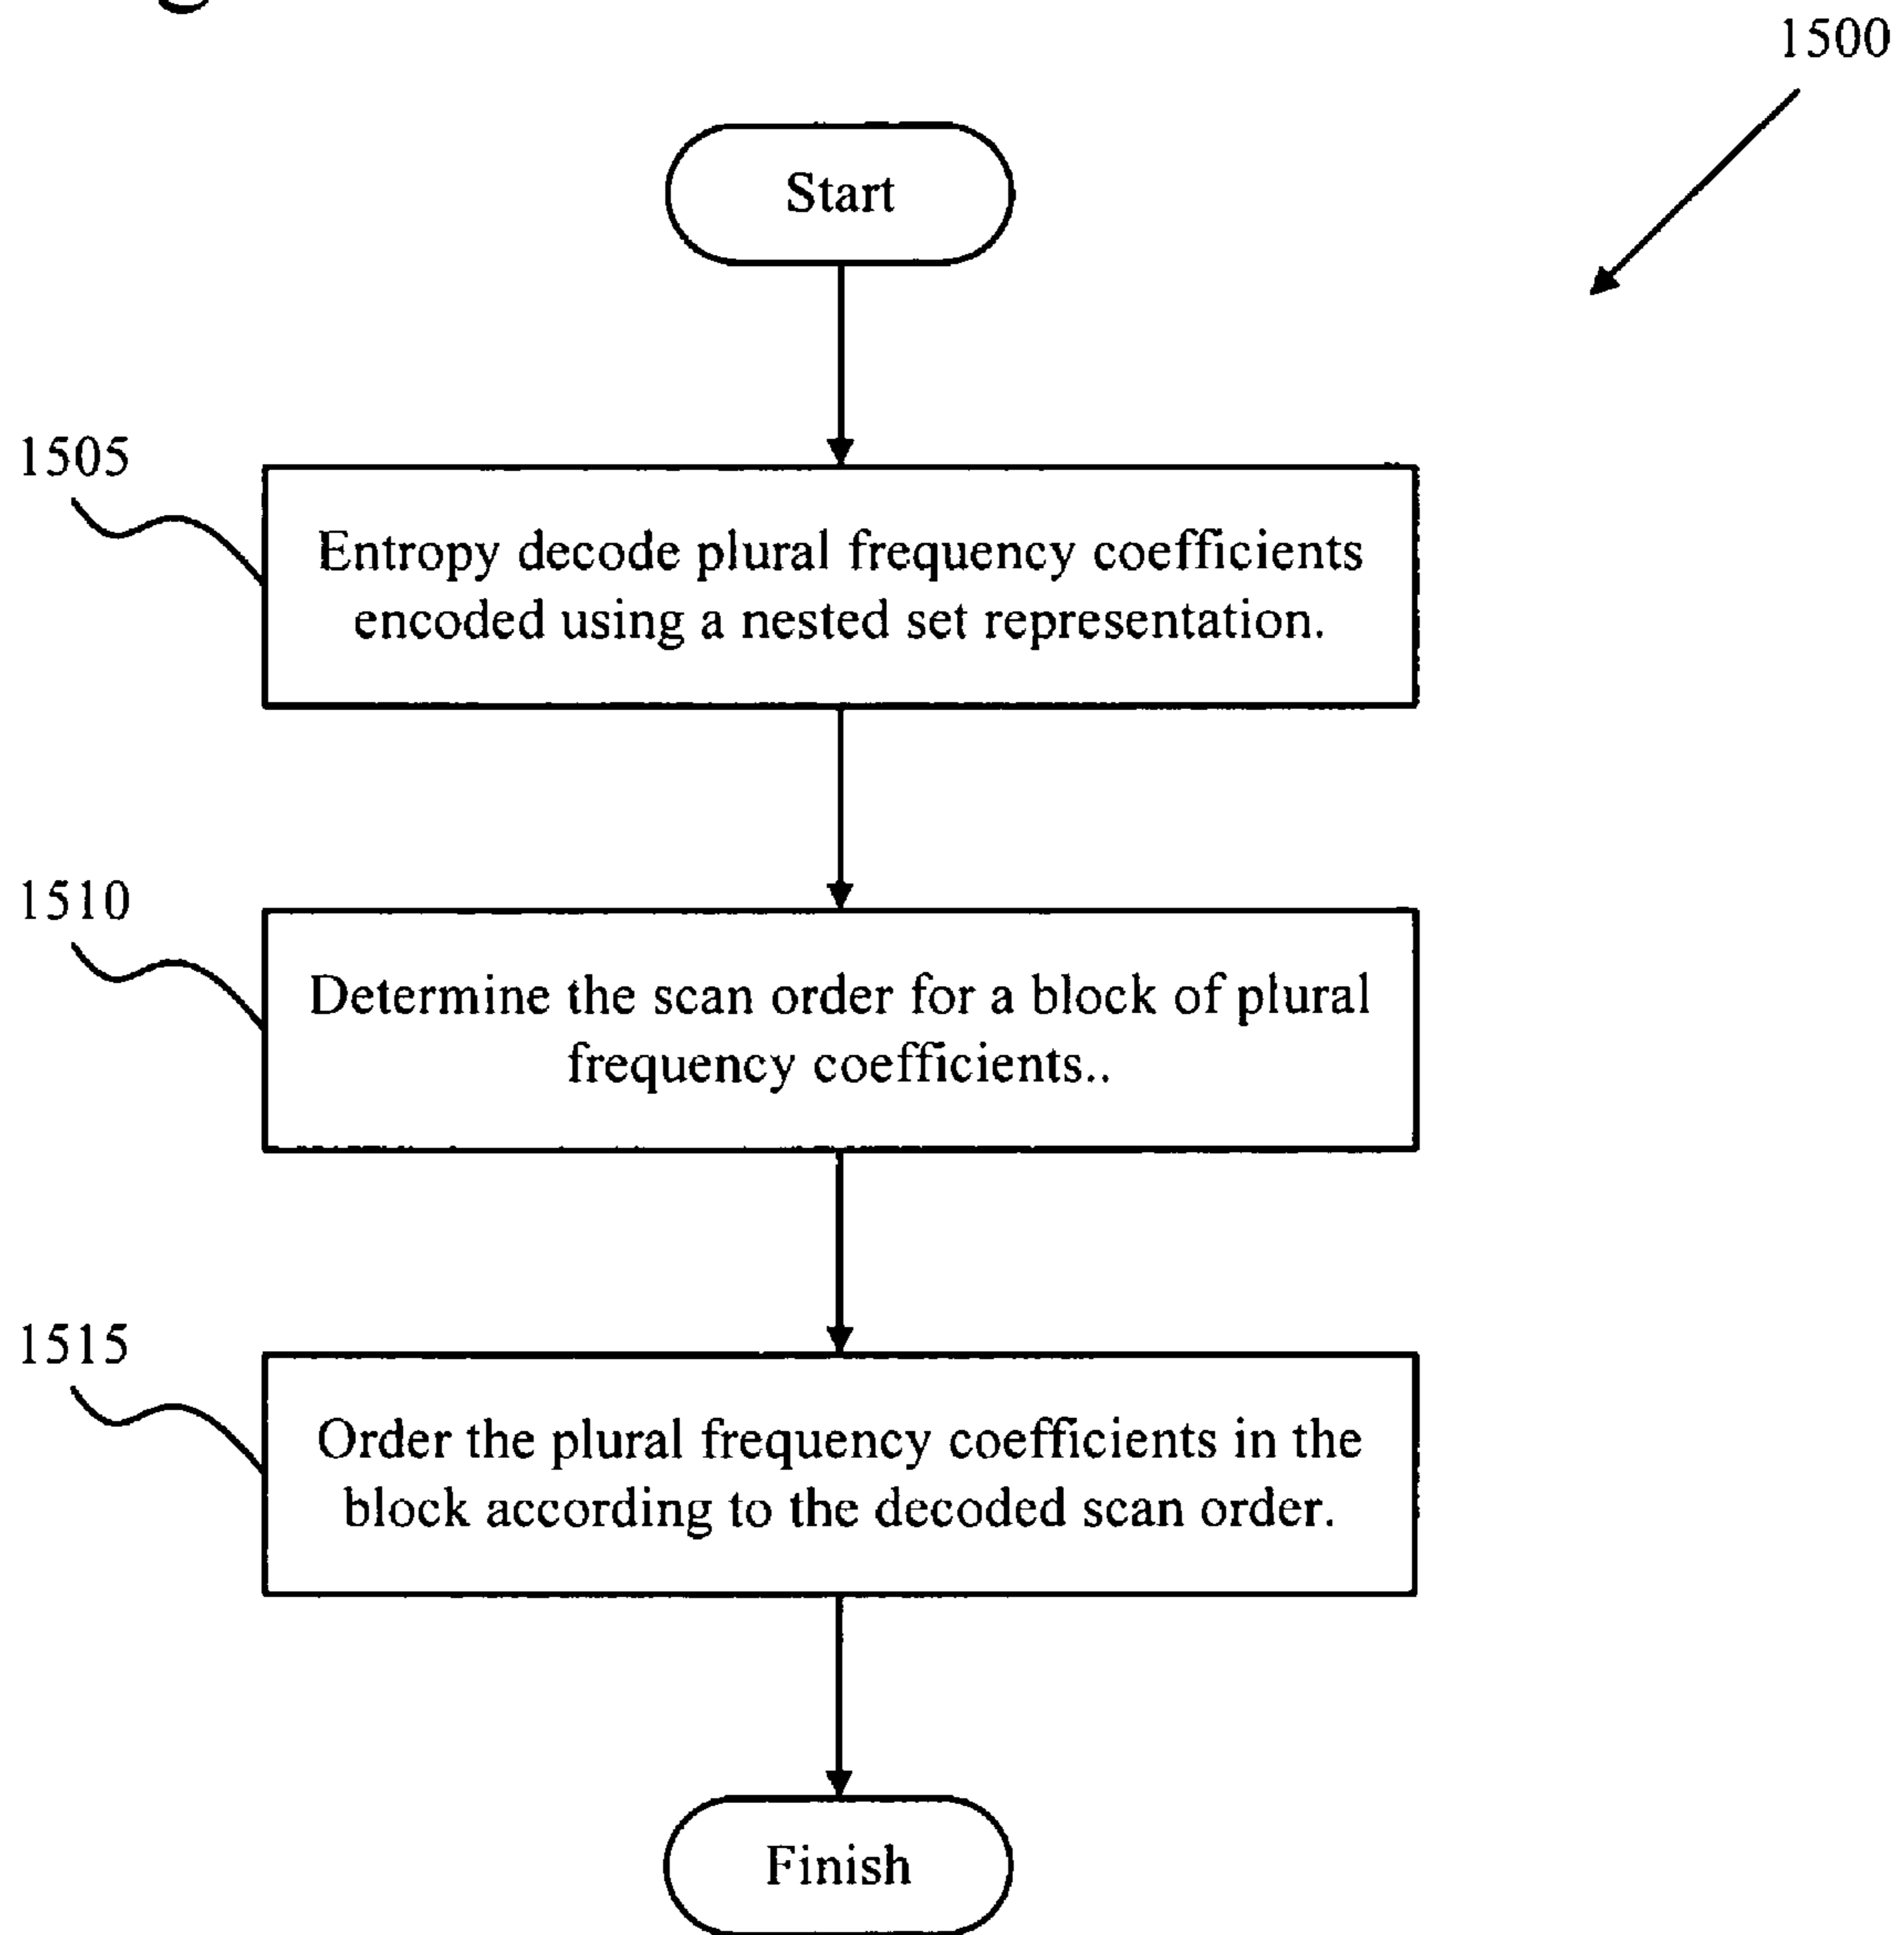 1500
Start
1505
Entropy decode plural frequency coefficients
encoded using a nested set representation.
1510
Determine the scan order for a block of plural
frequency coefficients..
1515
Order the plural frequency coefficients in the
block according to the decoded scan order.
Finish